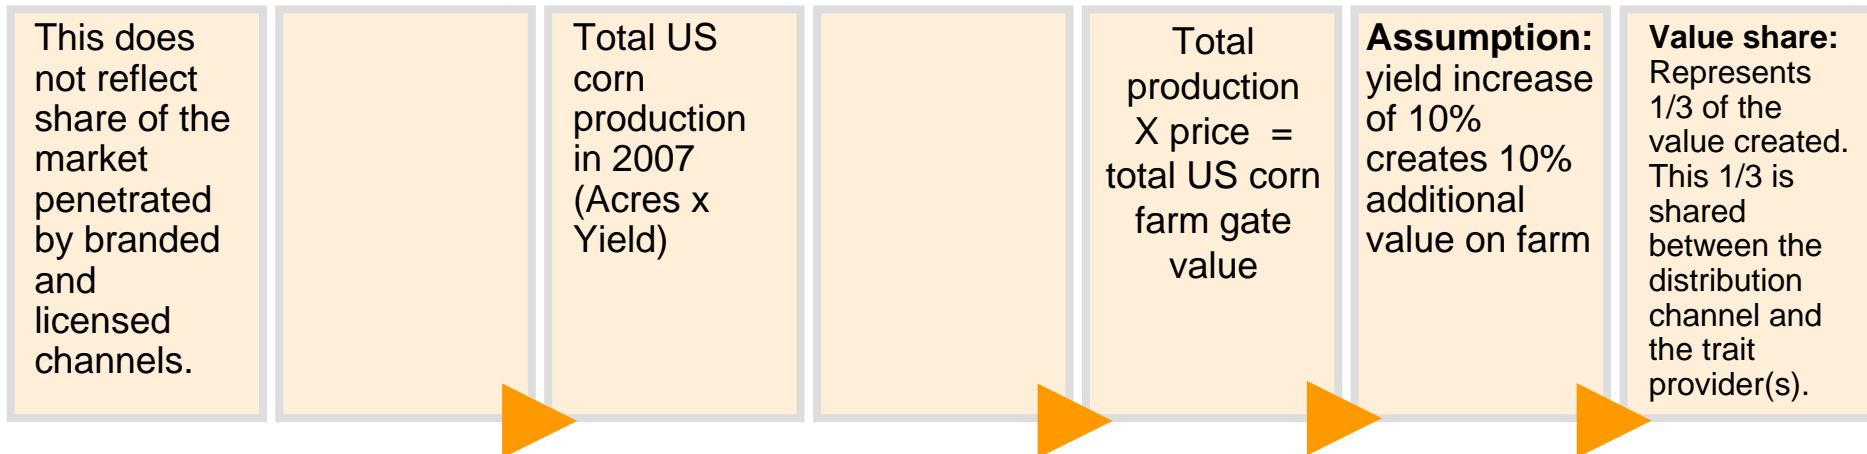 This does
not reflect
share of the
market
penetrated
by branded
and
licensed
channels.
Total US
corn
production
in 2007
(Acres x
Yield)
Total
production
X price =
total US corn
farm gate
value
Assumption:
yield increase
of 10%
creates 10%
additional
value on farm
Value share:
Represents
1/3 of the
value created.
This 1/3 is
shared
between the
distribution
channel and
the trait
provider(s).